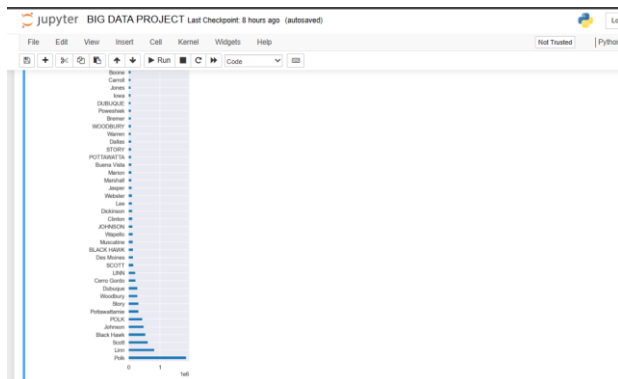 jupyter BIG DATA PROJECT Last Checkpoint: 8 hours ago (autosaved)
File Edit View Insert Cell Kernel Widgets Help
Not Trusted
Python
Run
Code
Boone
Carroll
Jones
Iowa
DUBUQUE
Poweshiek
Bremer
WOODBURY
Warren
Dallas
STORY
POTTAWATTA
Buena Vista
Marion
Marshall
Jasper
Webster
Lee
Dickinson
Clinton
JOHNSON
Wapello
Muscatine
BLACK HAWK
Des Moines
SCOTT
LINN
Cerro Gordo
Dubuque
Woodbury
Story
Pottawattamie
POLK
Johnson
Black Hawk
Scott
Linn
Polk
0 1
1e6